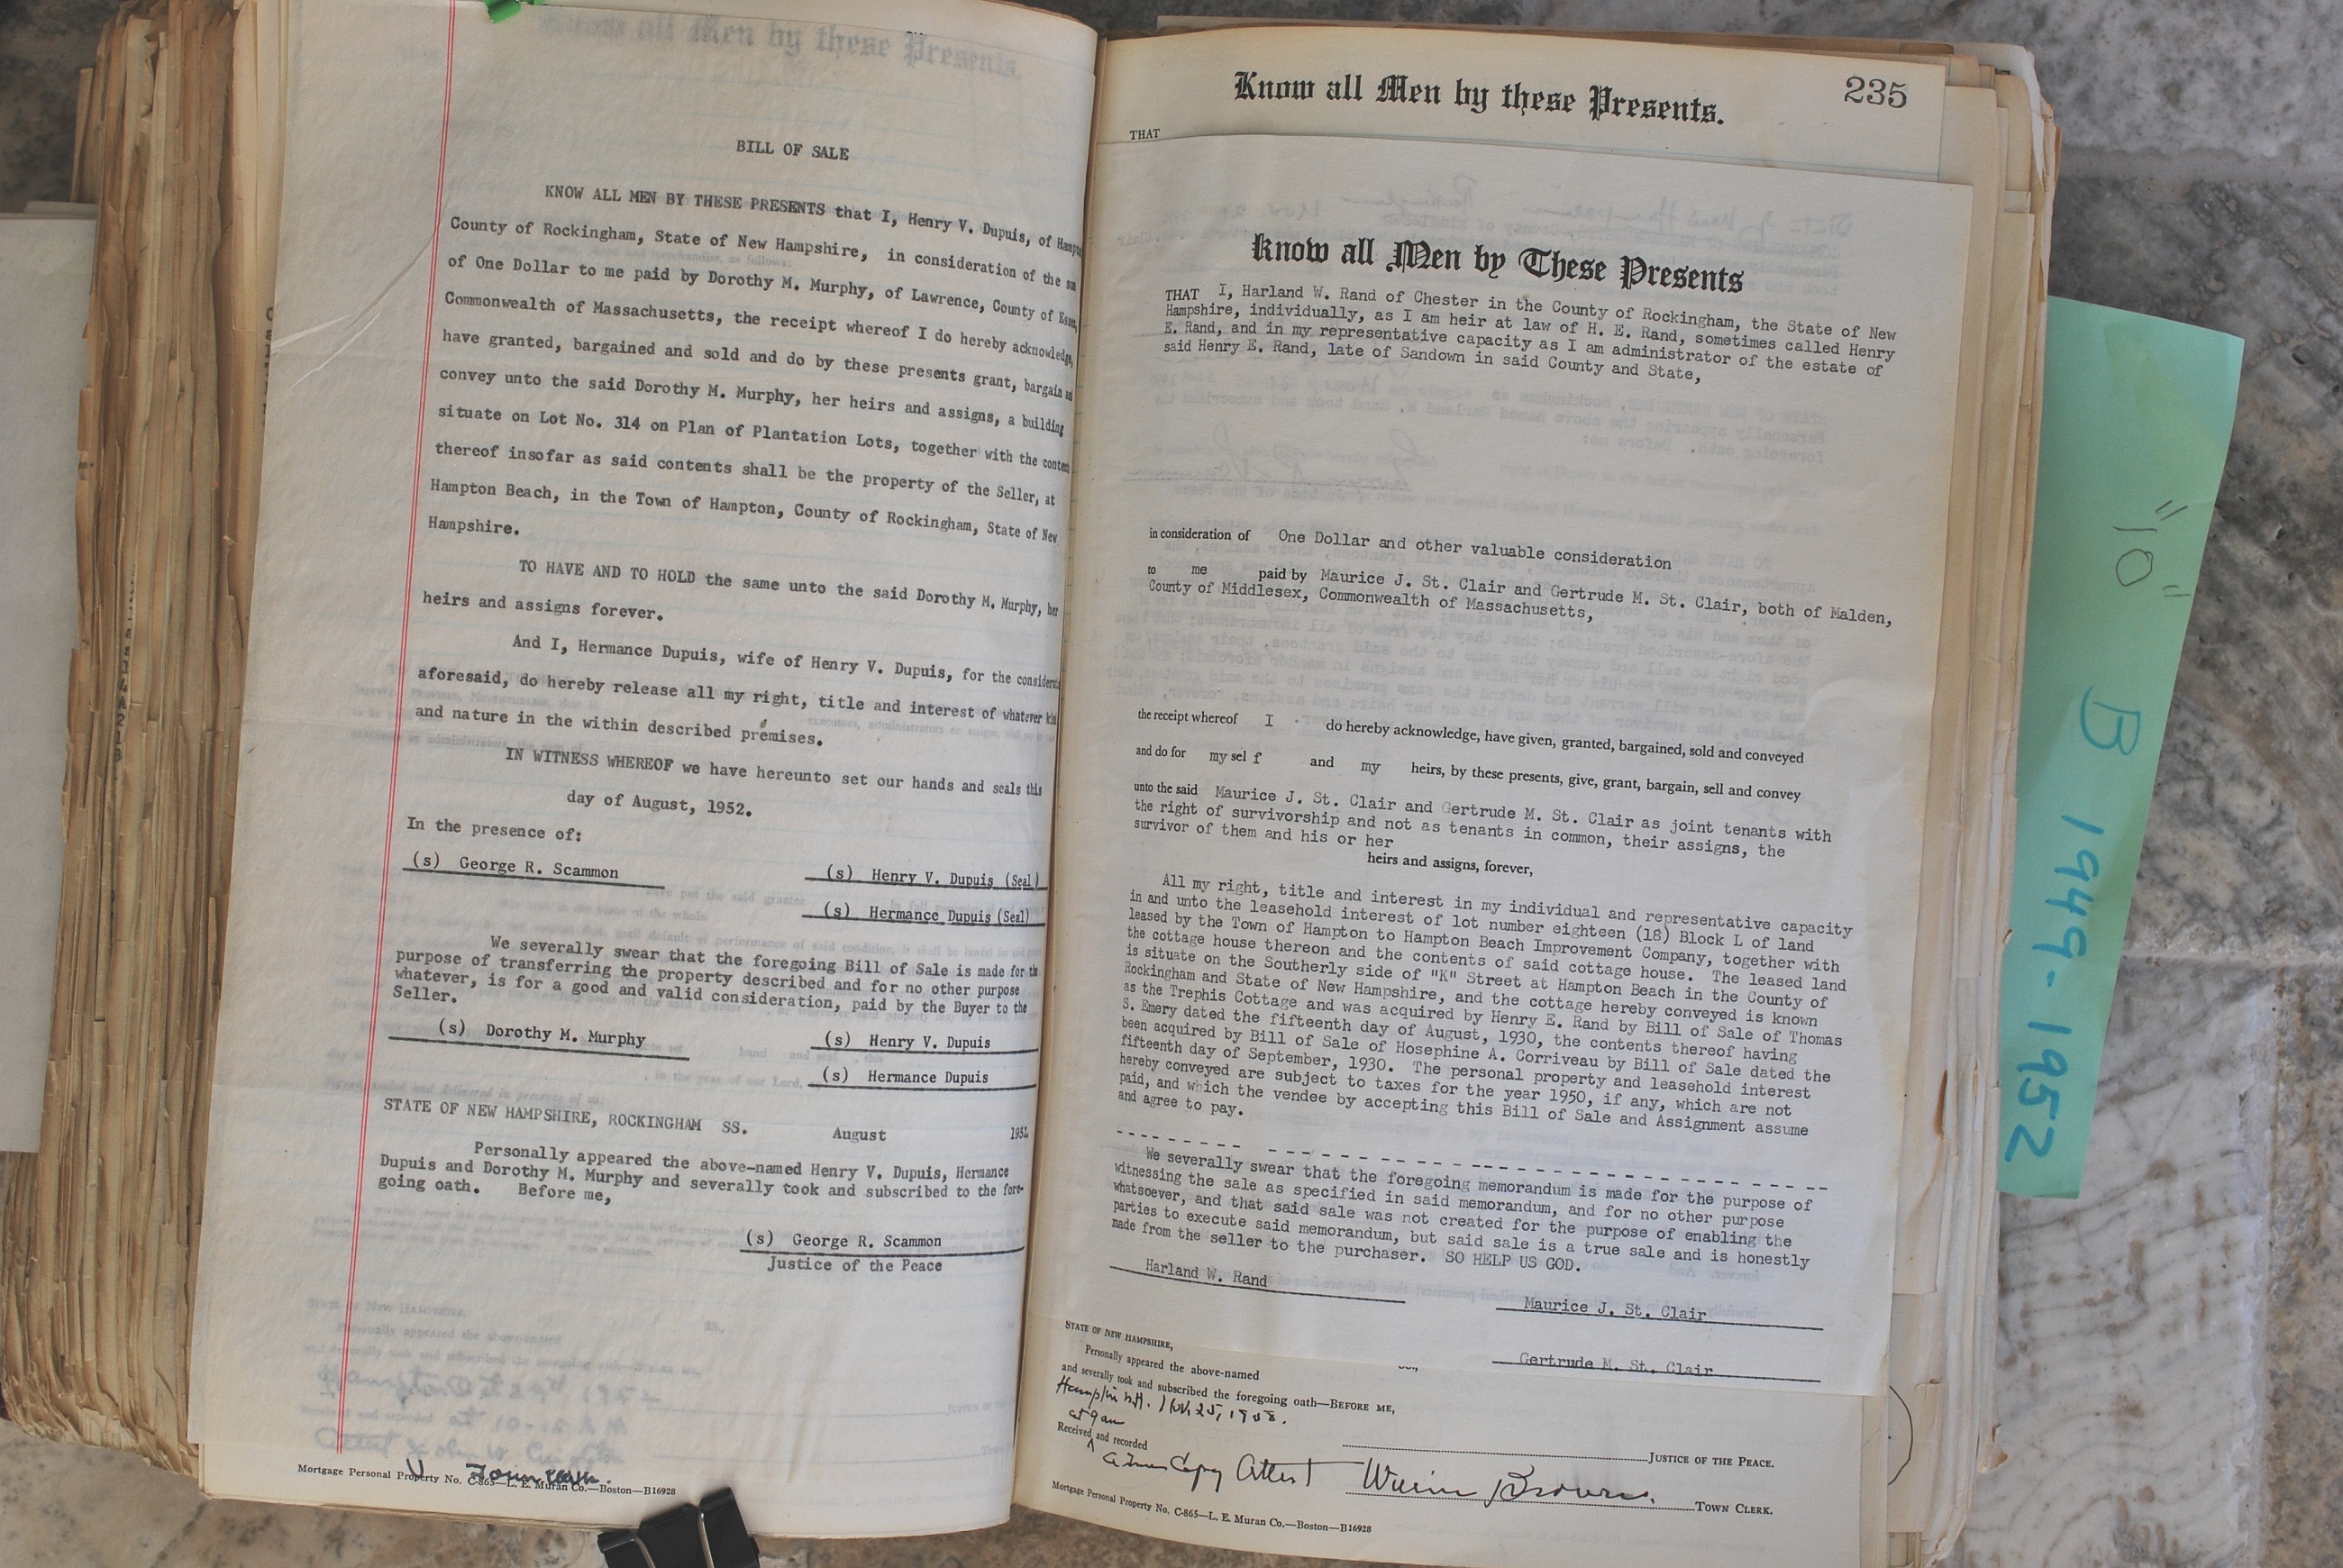 BILL OF SALE
KNOW ALL MEN BY THESE PRESENTS that I, Henry V. Dupuis, of Hampt
County of Rockingham, State of New Hampshire, in consideration of the sum
of One Dollar to me paid by Dorothy M. Murphy, of Lawrence, County of Essex,
Commonwealth of Massachusetts, the receipt whereof I do hereby acknowledge,
have granted, bargained and sold and do by these presents grant, bargain and
convey unto the said Dorothy M. Murphy, her heirs and assigns, a building
situate on Lot No. 314 on Plan of Plantation Lots, together with the conten
thereof insofar as said contents shall be the property of the Seller, at
Hampton Beach, in the Town of Hampton, County of Rockingham, State of New
Hampshire.
TO HAVE AND TO HOLD the same unto the said Dorothy M. Murphy, her
heirs and assigns forever.
And I, Hermance Dupuis, wife of Henry V. Dupuis, for the considerat
aforesaid, do hereby release all my right, title and interest of whatever kin
and nature in the within described premises.
IN WITNESS WHEREOF we have hereunto set our hands and seals this
day of August, 1952.
In the presence of:
(s) George R. Scammon (s) Henry V. Dupuis (Seal)
(s) Hermance Dupuis (Seal)
We severally swear that the foregoing Bill of Sale is made for the
purpose of transferring the property described and for no other purpose
whatever, is for a good and valid consideration, paid by the Buyer to the
Seller.
(s) Dorothy M. Murphy (s) Henry V. Dupuis
(s) Hermance Dupuis
STATE OF NEW HAMPSHIRE, ROCKINGHAM SS. August 1952
Personally appeared the above-named Henry V. Dupuis, Hermance
Dupuis and Dorothy M. Murphy and severally took and subscribed to the fore-
going oath. Before me,
(s) George R. Scammon
Justice of the Peace
Mortgage Personal Property No. C-865—L. E. Muran Co.—Boston—B16928
Know all Men by these Presents. 235
THAT
Know all Men by These Presents
THAT I, Harland W. Rand of Chester in the County of Rockingham, the State of New
Hampshire, individually, as I am heir at law of H. E. Rand, sometimes called Henry
E. Rand, and in my representative capacity as I am administrator of the estate of
said Henry E. Rand, late of Sandown in said County and State,
in consideration of One Dollar and other valuable consideration
to me paid by Maurice J. St. Clair and Gertrude M. St. Clair, both of Malden,
County of Middlesex, Commonwealth of Massachusetts,
the receipt whereof I do hereby acknowledge, have given, granted, bargained, sold and conveyed
and do for my sel f and my heirs, by these presents, give, grant, bargain, sell and convey
unto the said Maurice J. St. Clair and Gertrude M. St. Clair as joint tenants with
the right of survivorship and not as tenants in common, their assigns, the
survivor of them and his or her
heirs and assigns, forever,
All my right, title and interest in my individual and representative capacity
in and unto the leasehold interest of lot number eighteen (18) Block L of land
leased by the Town of Hampton to Hampton Beach Improvement Company, together with
the cottage house thereon and the contents of said cottage house. The leased land
is situate on the Southerly side of "K" Street at Hampton Beach in the County of
Rockingham and State of New Hampshire, and the cottage hereby conveyed is known
as the Trephis Cottage and was acquired by Henry E. Rand by Bill of Sale of Thomas
S. Emery dated the fifteenth day of August, 1930, the contents thereof having
been acquired by Bill of Sale of Hosephine A. Corriveau by Bill of Sale dated the
fifteenth day of September, 1930. The personal property and leasehold interest
hereby conveyed are subject to taxes for the year 1950, if any, which are not
paid, and which the vendee by accepting this Bill of Sale and Assignment assume
and agree to pay.
We severally swear that the foregoing memorandum is made for the purpose of
witnessing the sale as specified in said memorandum, and for no other purpose
whatsoever, and that said sale was not created for the purpose of enabling the
parties to execute said memorandum, but said sale is a true sale and is honestly
made from the seller to the purchaser. SO HELP US GOD.
Harland W. Rand
Maurice J. St. Clair
Gertrude M. St. Clair
STATE OF NEW HAMPSHIRE, SS.,
Personally appeared the above-named
and severally took and subscribed the foregoing oath—BEFORE ME,
at 9 am
Received and recorded
JUSTICE OF THE PEACE.
a true Copy Attest
TOWN CLERK.
Mortgage Personal Property No. C-865—L. E. Muran Co.—Boston—B16928
"10"
B 1949-1952